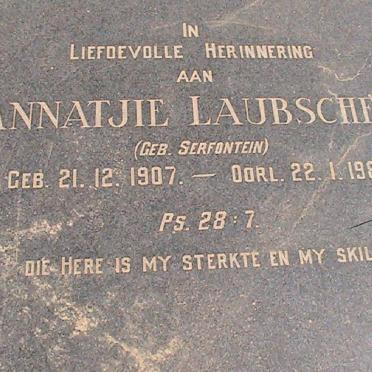 IN
LIEFDEVOLLE HERINNERING
AAN
ANNATJIE LAUBSCHE
(GEB. SERFONTEIN)
GEB. 21. 12. 1907. — OORL. 22. 1. 198
PS. 28:7.
DIE HERE IS MY STERKTE EN MY SKIL